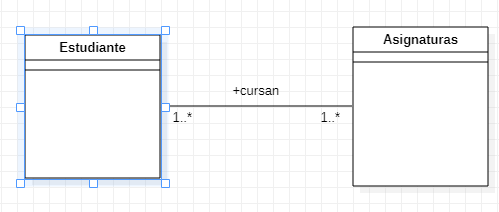 Estudiante
Asignaturas
+cursan
1..*
1..*